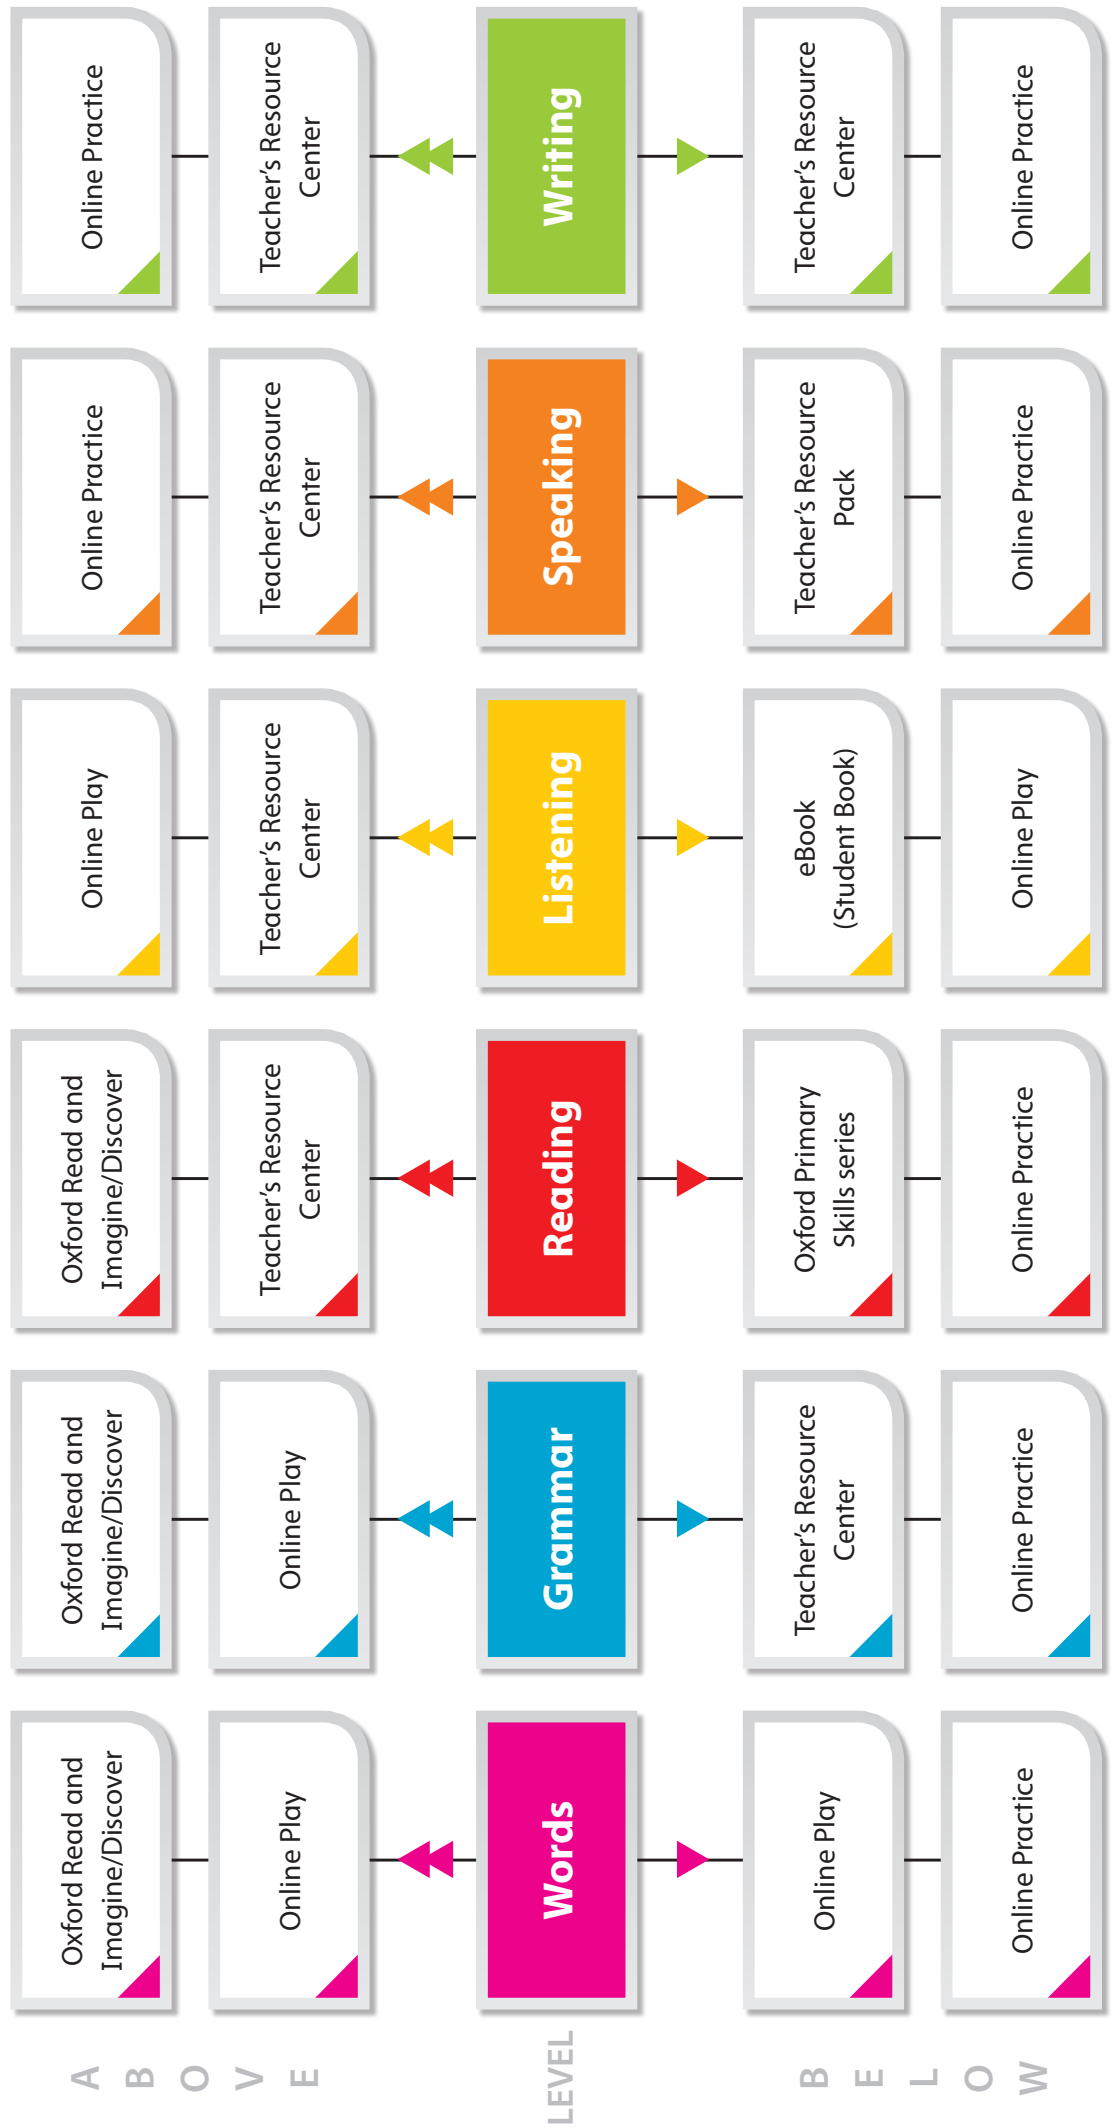 ABOVE
Oxford Read and
Imagine/Discover
Oxford Read and
Imagine/Discover
Oxford Read and
Imagine/Discover
Online Play
Online Practice
Online Practice
Online Play
Online Play
Teacher's Resource
Center
Teacher's Resource
Center
Teacher's Resource
Center
Teacher's Resource
Center
LEVEL
Words
Grammar
Reading
Listening
Speaking
Writing
BELOW
Online Play
Teacher's Resource
Center
Oxford Primary
Skills series
eBook
(Student Book)
Teacher's Resource
Pack
Teacher's Resource
Center
Online Practice
Online Practice
Online Practice
Online Play
Online Practice
Online Practice